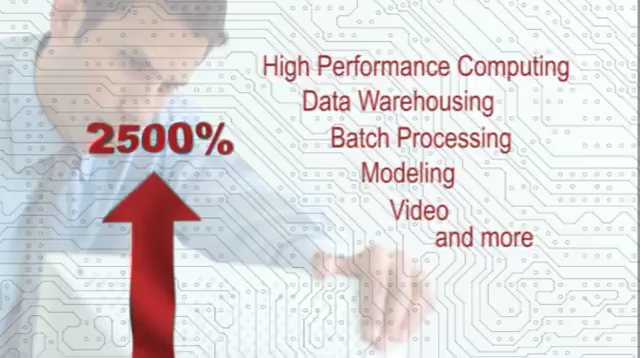 2500%
High Performance Computing
Data Warehousing
Batch Processing
Modeling
Video
and more